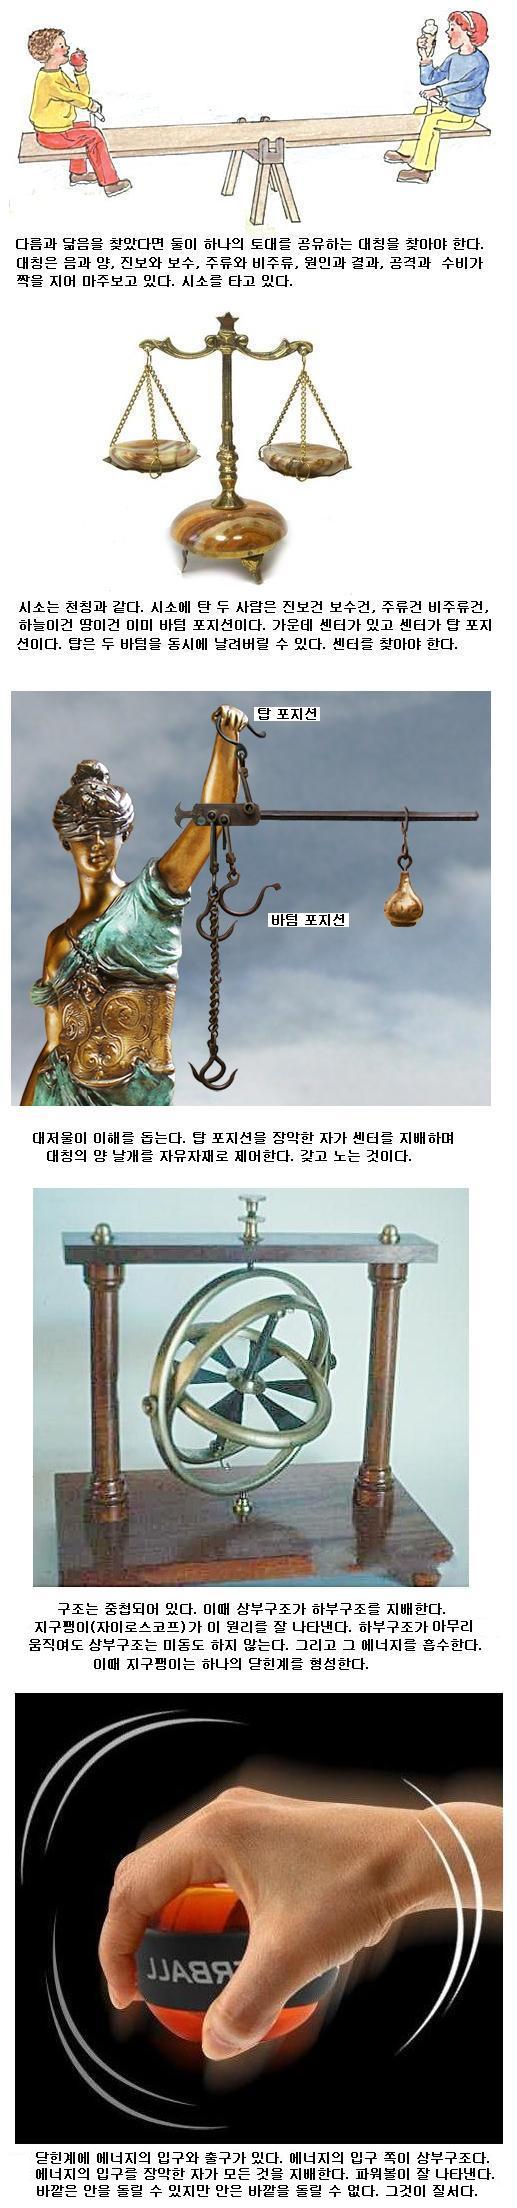 다름과 닮음을 찾았다면 둘이 하나의 토대를 공유하는 대칭을 찾아야 한다.
대칭은 음과 양, 진보와 보수, 주류와 비주류, 원인과 결과, 공격과 수비가
짝을 지어 마주보고 있다. 시소를 타고 있다.
시소는 천칭과 같다. 시소에 탄 두 사람은 진보건 보수건, 주류건 비주류건,
하늘이건 땅이건 이미 바텀 포지션이다. 가운데 센터가 있고 센터가 탑 포지
션이다. 탑은 두 바텀을 동시에 날려버릴 수 있다. 센터를 찾아야 한다.
탑 포지션
바텀 포지션
대저울이 이해를 돕는다. 탑 포지션을 장악한 자가 센터를 지배하며
대칭의 양 날개를 자유자재로 제어한다. 갖고 노는 것이다.
구조는 중첩되어 있다. 이때 상부구조가 하부구조를 지배한다.
지구팽이(자이로스코프)가 이 원리를 잘 나타낸다. 하부구조가 아무리
움직여도 상부구조는 미동도 하지 않는다. 그리고 그 에너지를 흡수한다.
이때 지구팽이는 하나의 닫힌계를 형성한다.
ERBALL
닫힌계에 에너지의 입구와 출구가 있다. 에너지의 입구 쪽이 상부구조다.
에너지의 입구를 장악한 자가 모든 것을 지배한다. 파워볼이 잘 나타낸다.
바깥은 안을 돌릴 수 있지만 안은 바깥을 돌릴 수 없다. 그것이 질서다.